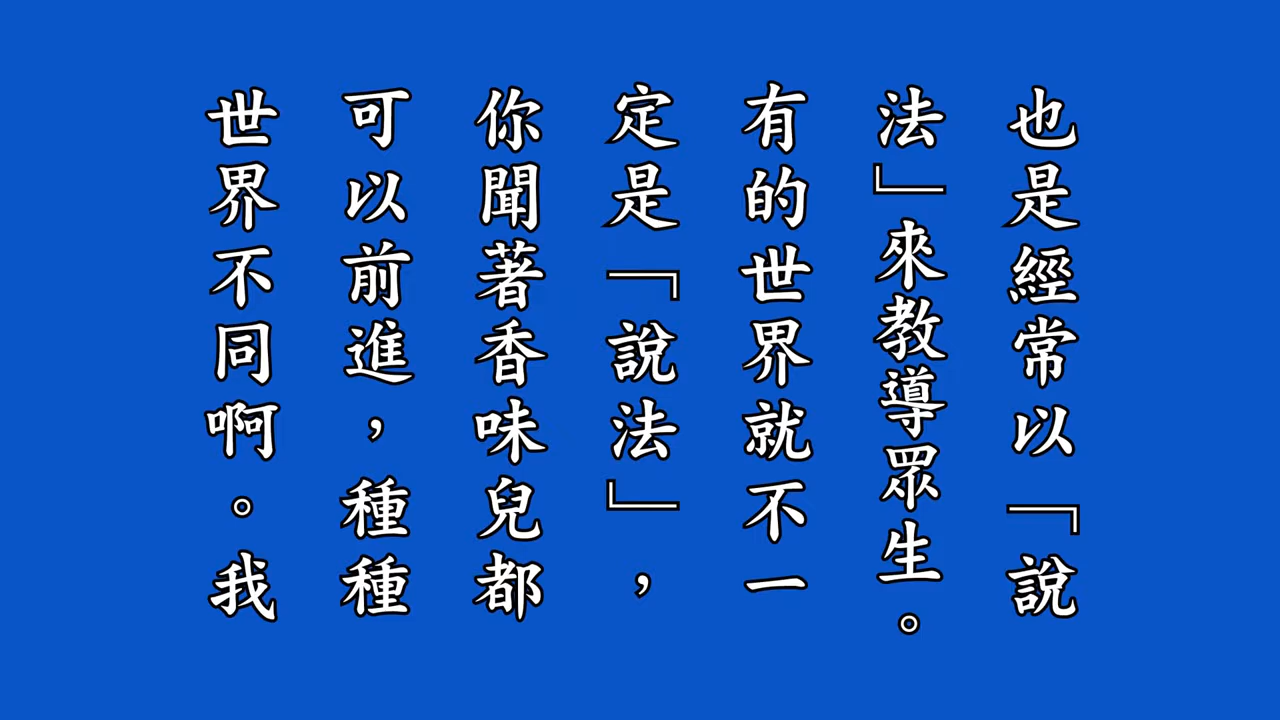 也是經常以「說
法」來教導眾生。
有的世界就不一
定是「說法」，
你聞著香味兒都
可以前進，種種
世界不同啊。我